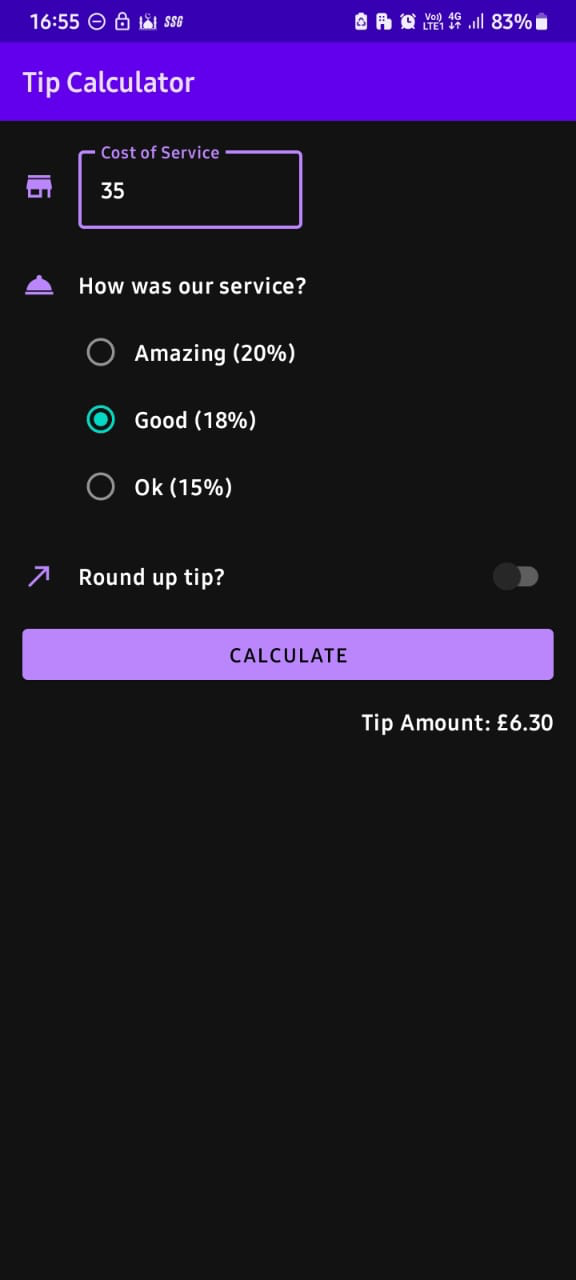 16:55 SSG Vo) LTE1 4G 83%
Tip Calculator
Cost of Service
35
How was our service?
Amazing (20%)
Good (18%)
Ok (15%)
Round up tip?
CALCULATE
Tip Amount: £6.30